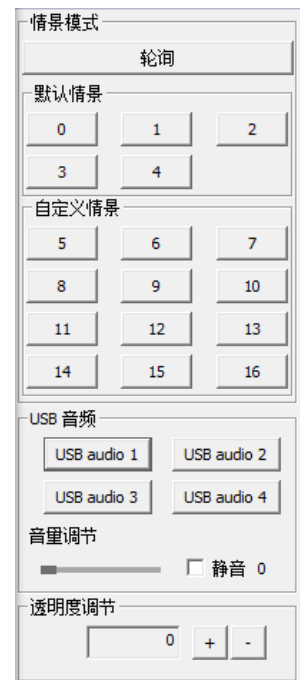 情景模式
轮询
默认情景
0 1 2
3 4
自定义情景
5 6 7
8 9 10
11 12 13
14 15 16
USB 音频
USB audio 1 USB audio 2
USB audio 3 USB audio 4
音量调节
静音 0
透明度调节
0 + -